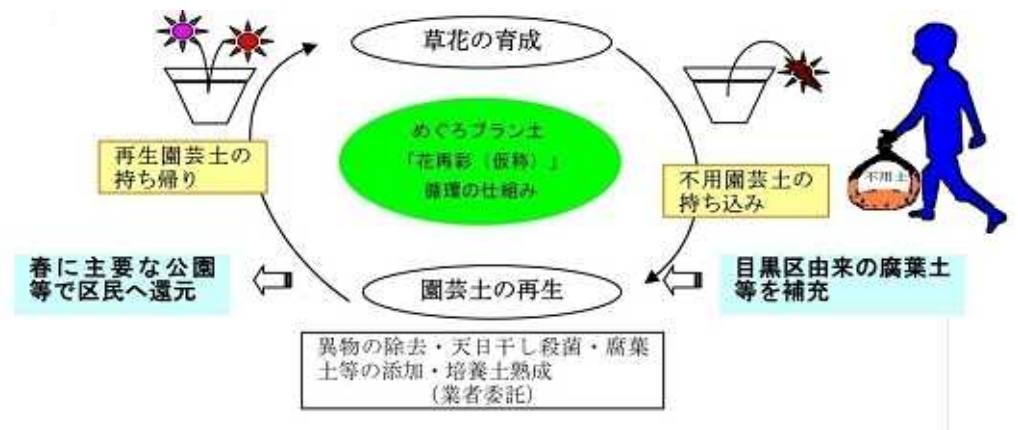 草花の育成
めぐろプラン土
「花再彩（仮称）」
循環の仕組み
再生園芸土の
持ち帰り
不用園芸土の
持ち込み
不用土
春に主要な公園
等で区民へ還元
園芸土の再生
目黒区由来の腐葉土
等を補充
異物の除去・天日干し殺菌・腐葉
土等の添加・培養土熟成
（業者委託）